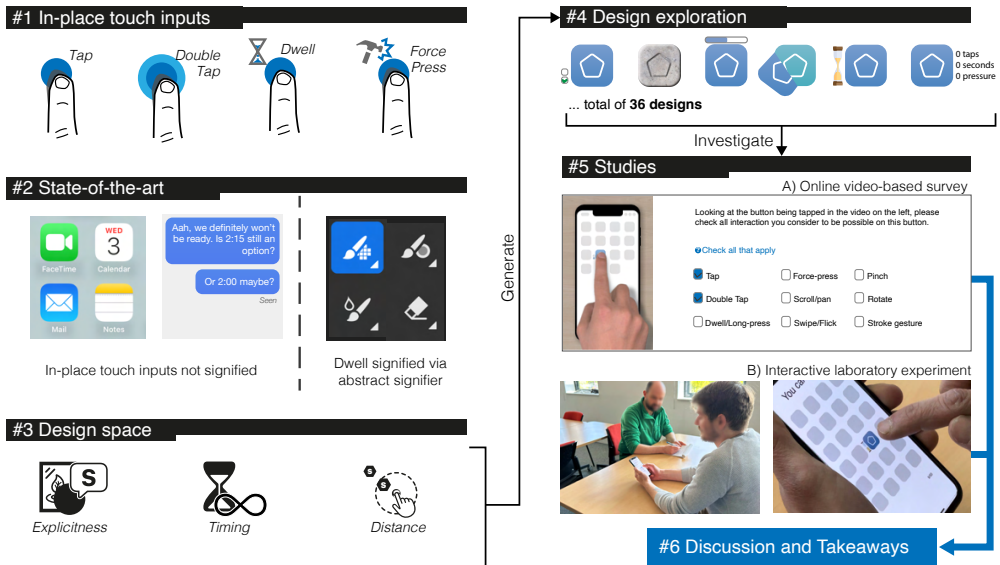 #1 In-place touch inputs
Tap
Double
Tap
Dwell
Force
Press
#2 State-of-the-art
FaceTime
WED
3
Calendar
Mail
Notes
Aah, we definitely won't
be ready. Is 2:15 still an
option?
Or 2:00 maybe?
Seen
In-place touch inputs not signified
Dwell signified via
abstract signifier
#3 Design space
S
Explicitness
Timing
S
S
Distance
Generate
#4 Design exploration
0 taps
0 seconds
0 pressure
... total of 36 designs
Investigate
#5 Studies
A) Online video-based survey
Looking at the button being tapped in the video on the left, please
check all interaction you consider to be possible on this button.
Check all that apply
Tap
Force-press
Pinch
Double Tap
Scroll/pan
Rotate
Dwell/Long-press
Swipe/Flick
Stroke gesture
B) Interactive laboratory experiment
You ca
#6 Discussion and Takeaways